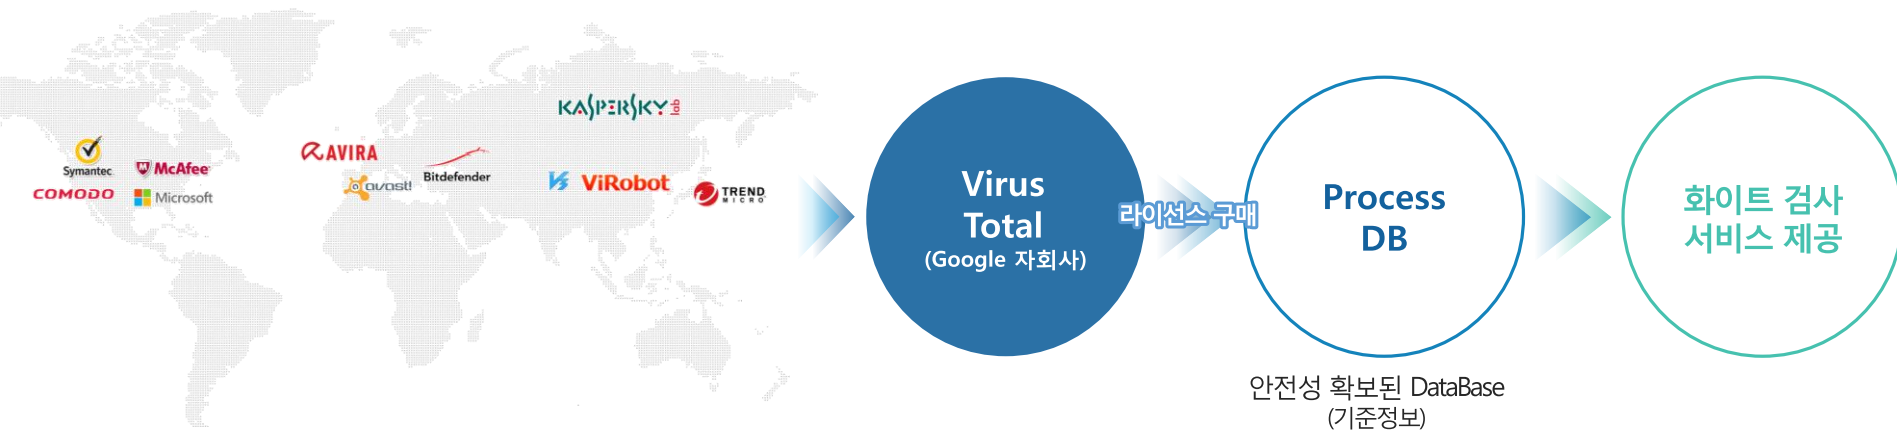 Symantec
McAfee
COMODO
Microsoft
AVIRA
avast!
Bitdefender
KASPERSKY lab
ViRobot
TREND
MICRO
Virus
Total
(Google 자회사)
라이선스 구매
Process
DB
안전성 확보된 DataBase
(기준정보)
화이트 검사
서비스 제공